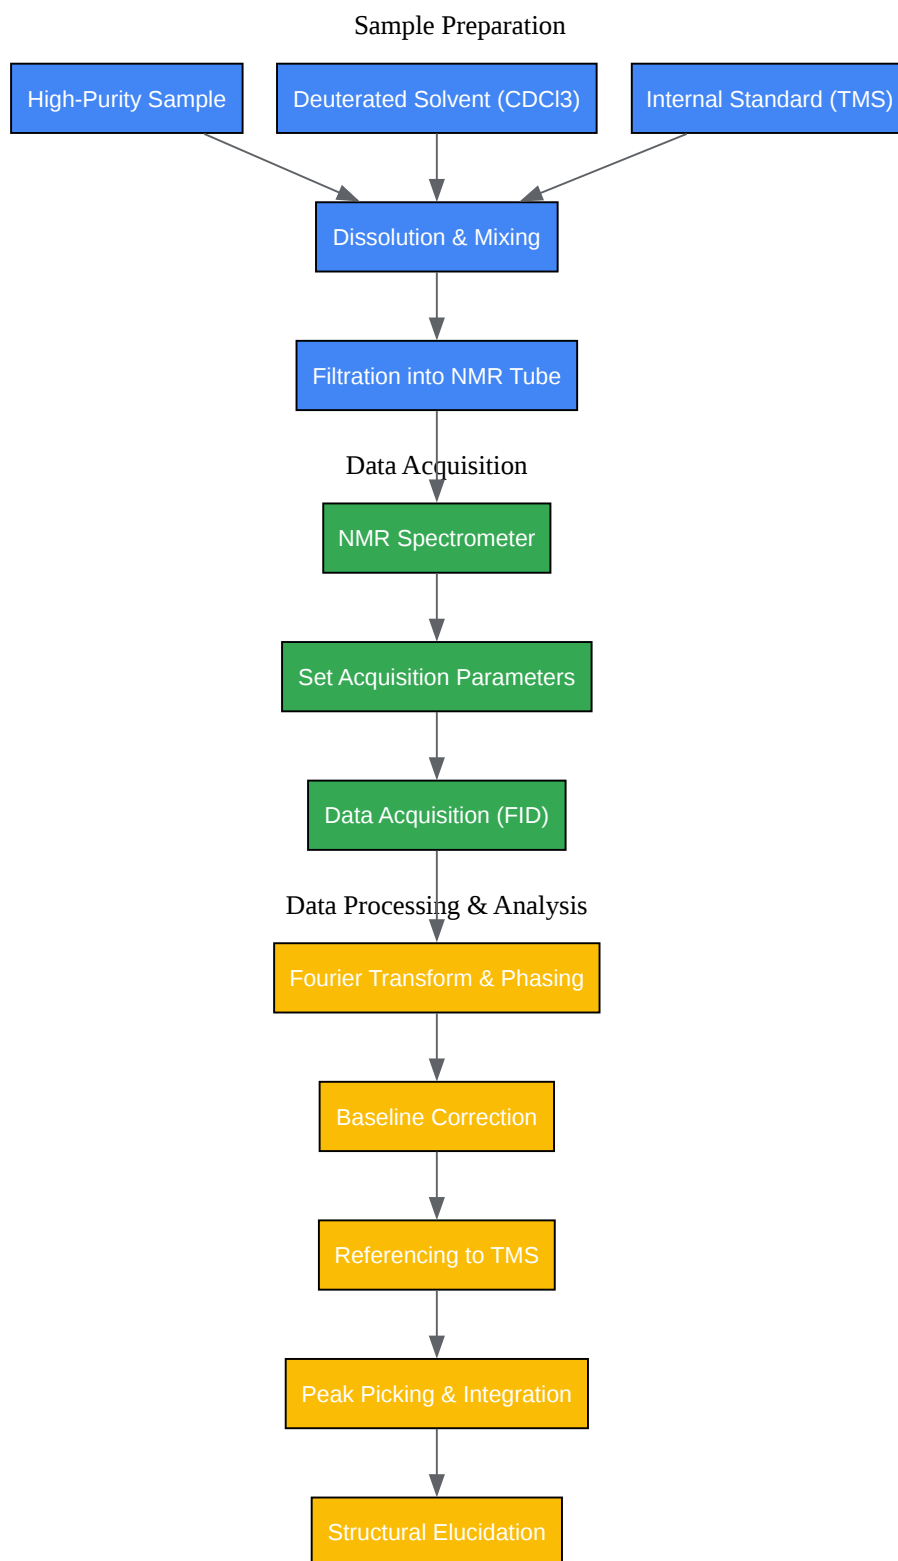 Sample Preparation
High-Purity Sample
Deuterated Solvent (CDCl3)
Internal Standard (TMS)
Dissolution & Mixing
Filtration into NMR Tube
Data Acquisition
NMR Spectrometer
Set Acquisition Parameters
Data Acquisition (FID)
Data Processing & Analysis
Fourier Transform & Phasing
Baseline Correction
Referencing to TMS
Peak Picking & Integration
Structural Elucidation